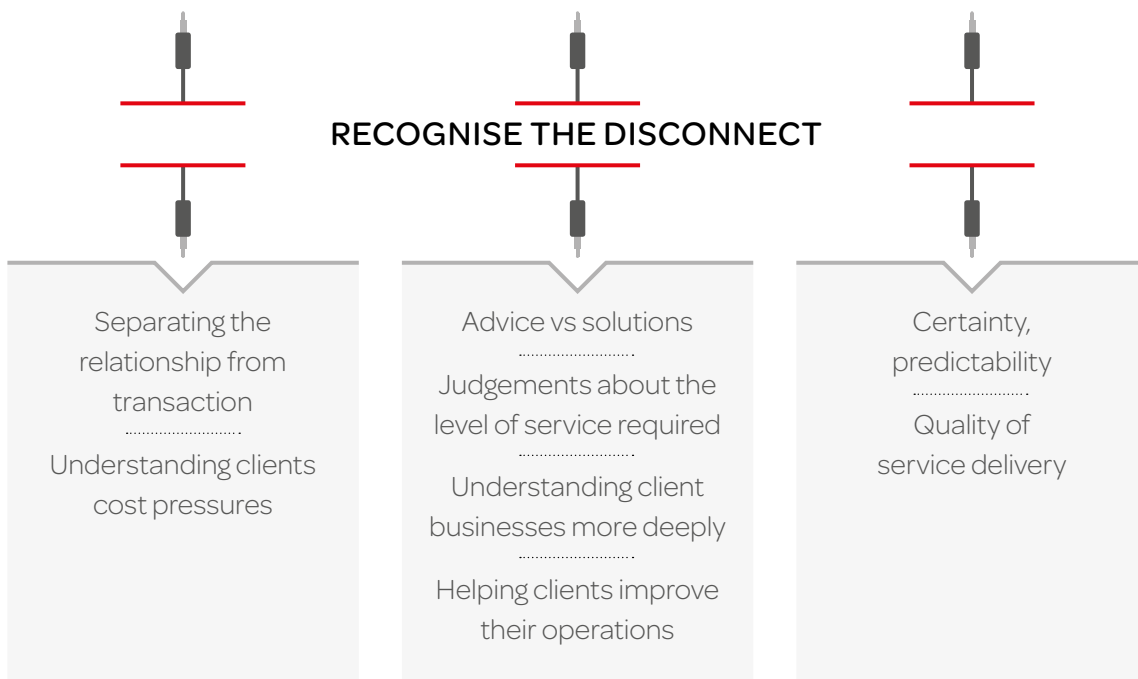 RECOGNISE THE DISCONNECT
Separating the
relationship from
transaction
Understanding clients
cost pressures
Advice vs solutions
Judgements about the
level of service required
Understanding client
businesses more deeply
Helping clients improve
their operations
Certainty,
predictability
Quality of
service delivery